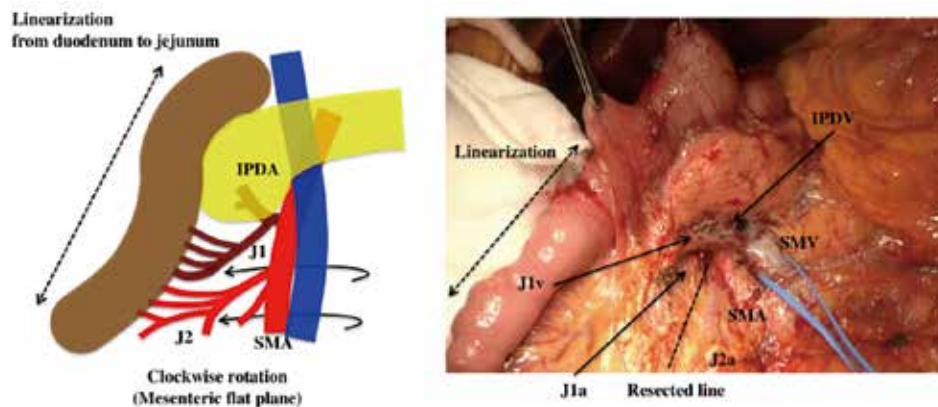 Linearization
from duodenum to jejunum
IPDA
J1
J2
SMA
Clockwise rotation
(Mesenteric flat plane)
IPDV
Linearization
SMV
J1v
SMA
J2a
J1a
Resected line